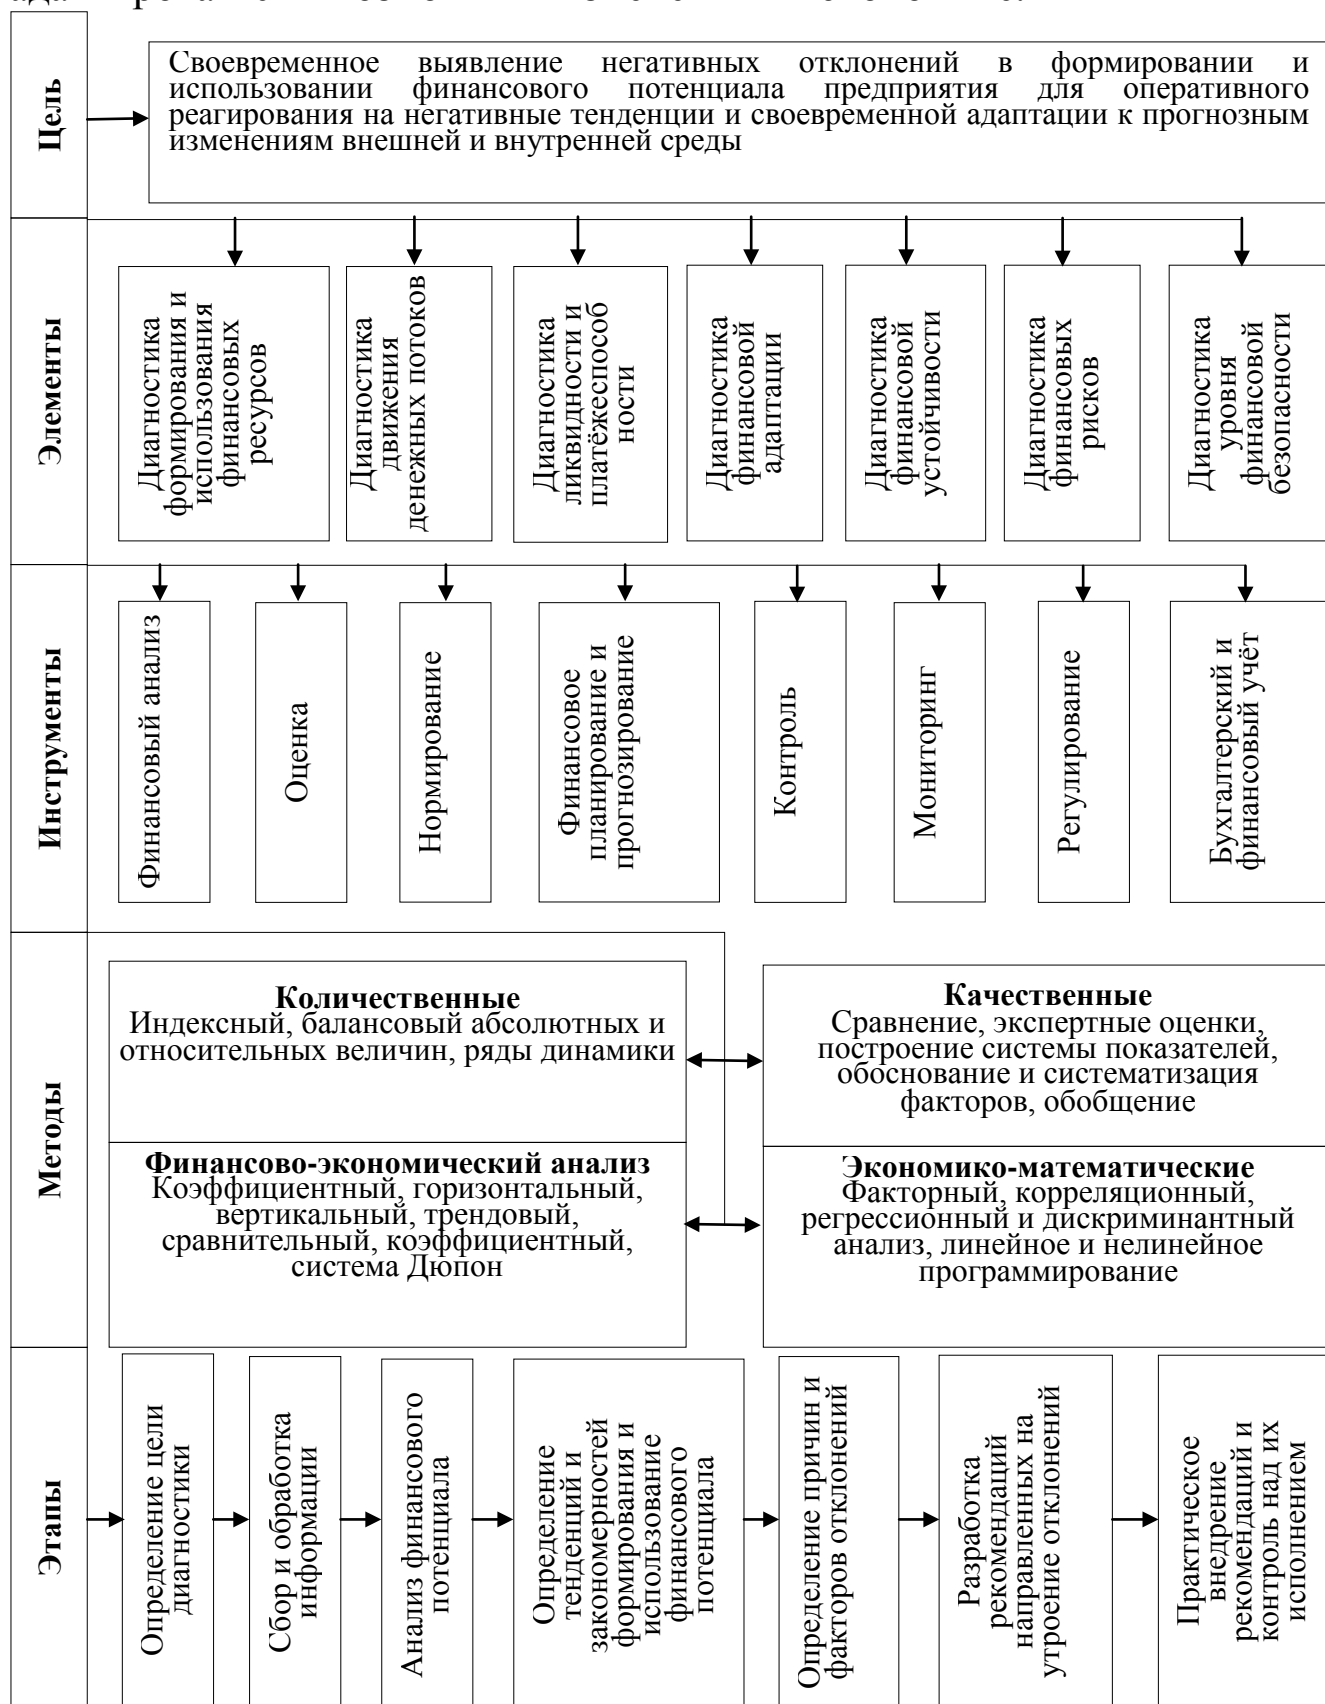 Цель
Своевременное выявление негативных отклонений в формировании и
использовании финансового потенциала предприятия для оперативного
реагирования на негативные тенденции и своевременной адаптации к прогнозным
изменениям внешней и внутренней среды
Элементы
Диагностика
формирования и
использования
финансовых
ресурсов
Диагностика
движения
денежных потоков
Диагностика
ликвидности и
платёжеспособ
ности
Диагностика
финансовой
адаптации
Диагностика
финансовой
устойчивости
Диагностика
финансовых
рисков
Диагностика
уровня
финансовой
безопасности
Инструменты
Финансовый анализ
Оценка
Нормирование
Финансовое
планирование и
прогнозирование
Контроль
Мониторинг
Регулирование
Бухгалтерский и
финансовый учёт
Методы
Количественные
Индексный, балансовый абсолютных и
относительных величин, ряды динамики
Качественные
Сравнение, экспертные оценки,
построение системы показателей,
обоснование и систематизация
факторов, обобщение
Финансово-экономический анализ
Коэффициентный, горизонтальный,
вертикальный, трендовый,
сравнительный, коэффициентный,
система Дюпон
Экономико-математические
Факторный, корреляционный,
регрессионный и дискриминантный
анализ, линейное и нелинейное
программирование
Этапы
Определение цели
диагностики
Сбор и обработка
информации
Анализ финансового
потенциала
Определение
тенденций и
закономерностей
формирования и
использование
финансового
потенциала
Определение причин и
факторов отклонений
Разработка
рекомендаций
направленных на
утроение отклонений
Практическое
внедрение
рекомендаций и
контроль над их
исполнением